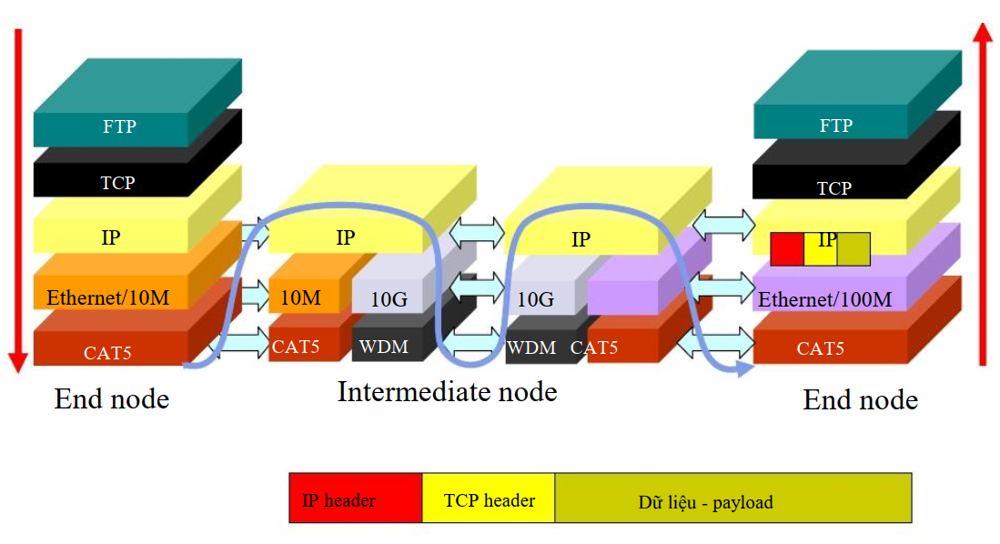 FTP
TCP
IP
Ethernet/10M
CAT5
End node
IP
10M
10G
CAT5
WDM
Intermediate node
IP
10G
WDM
CAT5
FTP
TCP
IP
Ethernet/100M
CAT5
End node
IP header
TCP header
Dữ liệu - payload